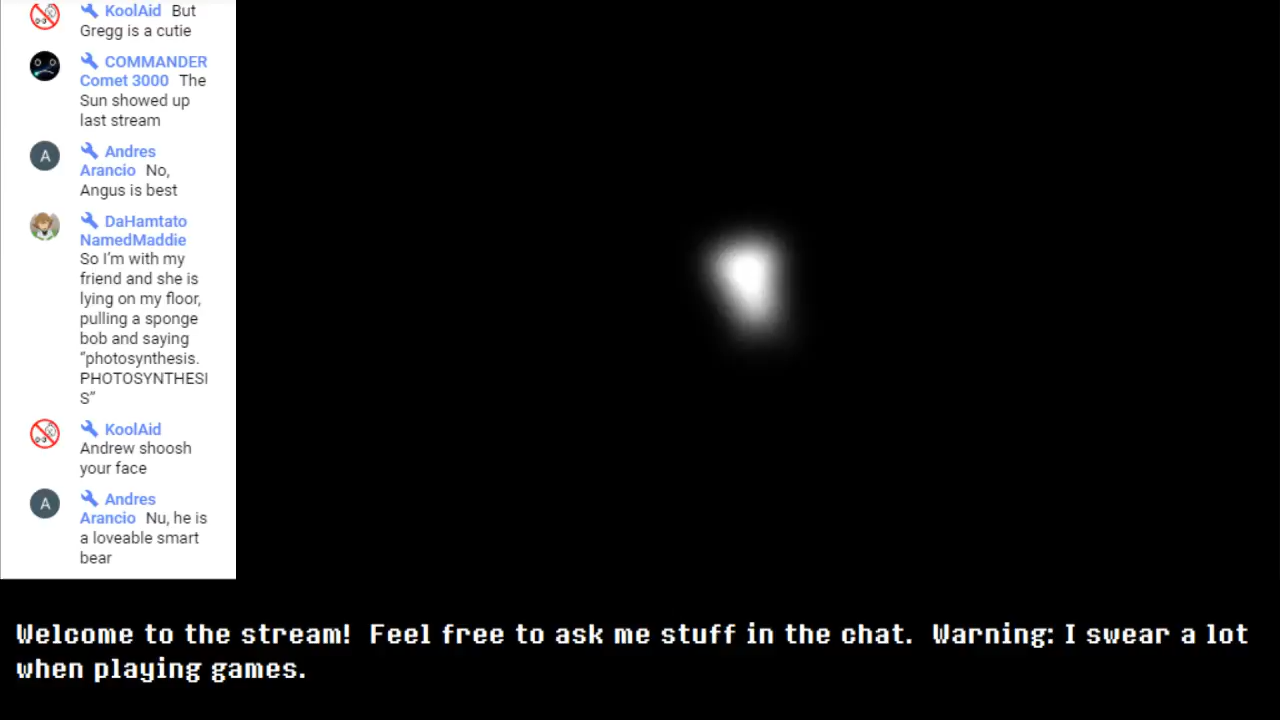 KoolAid But
Gregg is a cutie
COMMANDER
Comet 3000 The
Sun showed up
last stream
A
Andres
Arancio No,
Angus is best
DaHamtato
NamedMaddie
So I’m with my
friend and she is
lying on my floor,
pulling a sponge
bob and saying
“photosynthesis.
PHOTOSYNTHESI
S”
KoolAid
Andrew shoosh
your face
A
Andres
Arancio Nu, he is
a loveable smart
bear
Welcome to the stream! Feel free to ask me stuff in the chat. Warning: I swear a lot
when playing games.